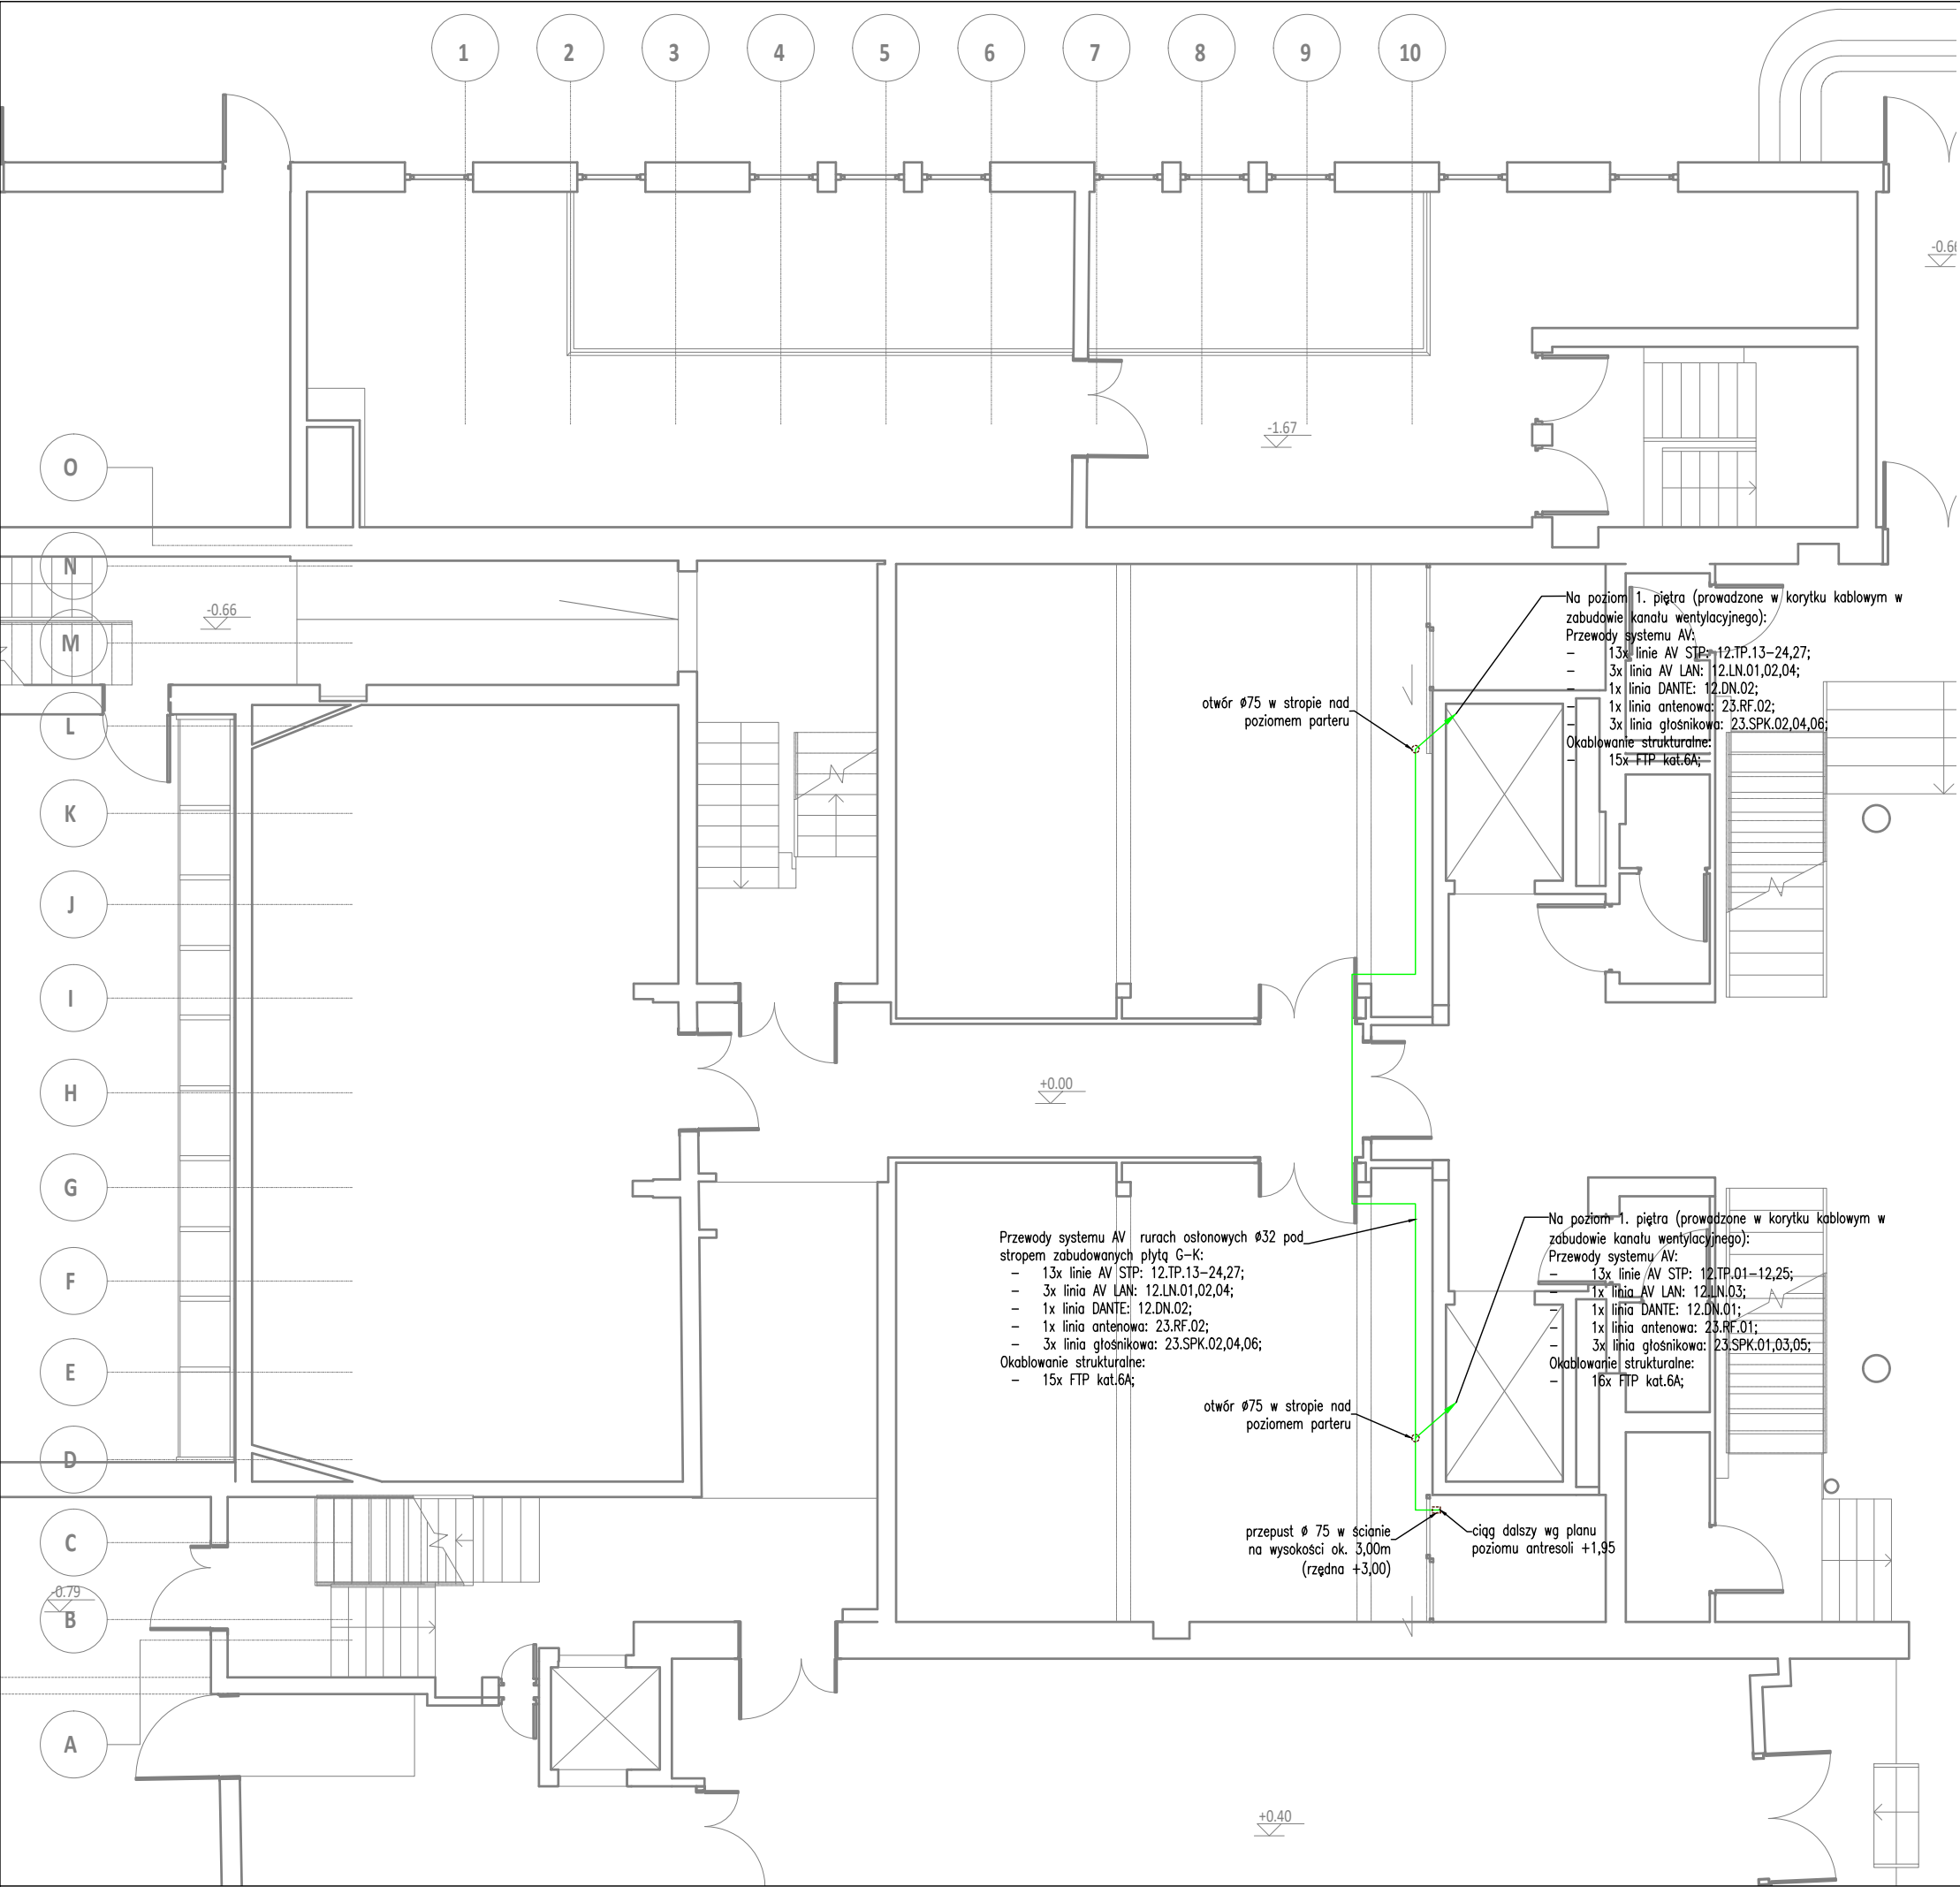 1 2 3 4 5 6 7 8 9 10
-0.66
-1.67
O
N
-0.66
M
L
K
J
I
H
G
F
E
D
C
-0.79
B
A
Na poziom 1. piętra (prowadzone w korytku kablowym w
zabudowie kanału wentylacyjnego):
Przewody systemu AV:
- 13x linie AV STP: 12.TP.13-24,27;
- 3x linia AV LAN: 12.LN.01,02,04;
- 1x linia DANTE: 12.DN.02;
- 1x linia antenowa: 23.RF.02;
- 3x linia głośnikowa: 23.SPK.02,04,06;
Okablowanie strukturalne:
- 15x FTP kat.6A;
otwór ø75 w stropie nad
poziomem parteru
+0.00
Przewody systemu AV rurach osłonowych ø32 pod
stropem zabudowanych płytą G-K:
- 13x linie AV STP: 12.TP.13-24,27;
- 3x linia AV LAN: 12.LN.01,02,04;
- 1x linia DANTE: 12.DN.02;
- 1x linia antenowa: 23.RF.02;
- 3x linia głośnikowa: 23.SPK.02,04,06;
Okablowanie strukturalne:
- 15x FTP kat.6A;
Na poziom 1. piętra (prowadzone w korytku kablowym w
zabudowie kanału wentylacyjnego):
Przewody systemu AV:
- 13x linie AV STP: 12.TP.01-12,25;
- 1x linia AV LAN: 12.LN.03;
- 1x linia DANTE: 12.DN.01;
- 1x linia antenowa: 23.RF.01;
- 3x linia głośnikowa: 23.SPK.01,03,05;
Okablowanie strukturalne:
- 16x FTP kat.6A;
otwór ø75 w stropie nad
poziomem parteru
przepust ø 75 w ścianie
na wysokości ok. 3,00m
(rzędna +3,00)
ciąg dalszy wg planu
poziomu antresoli +1,95
+0.40